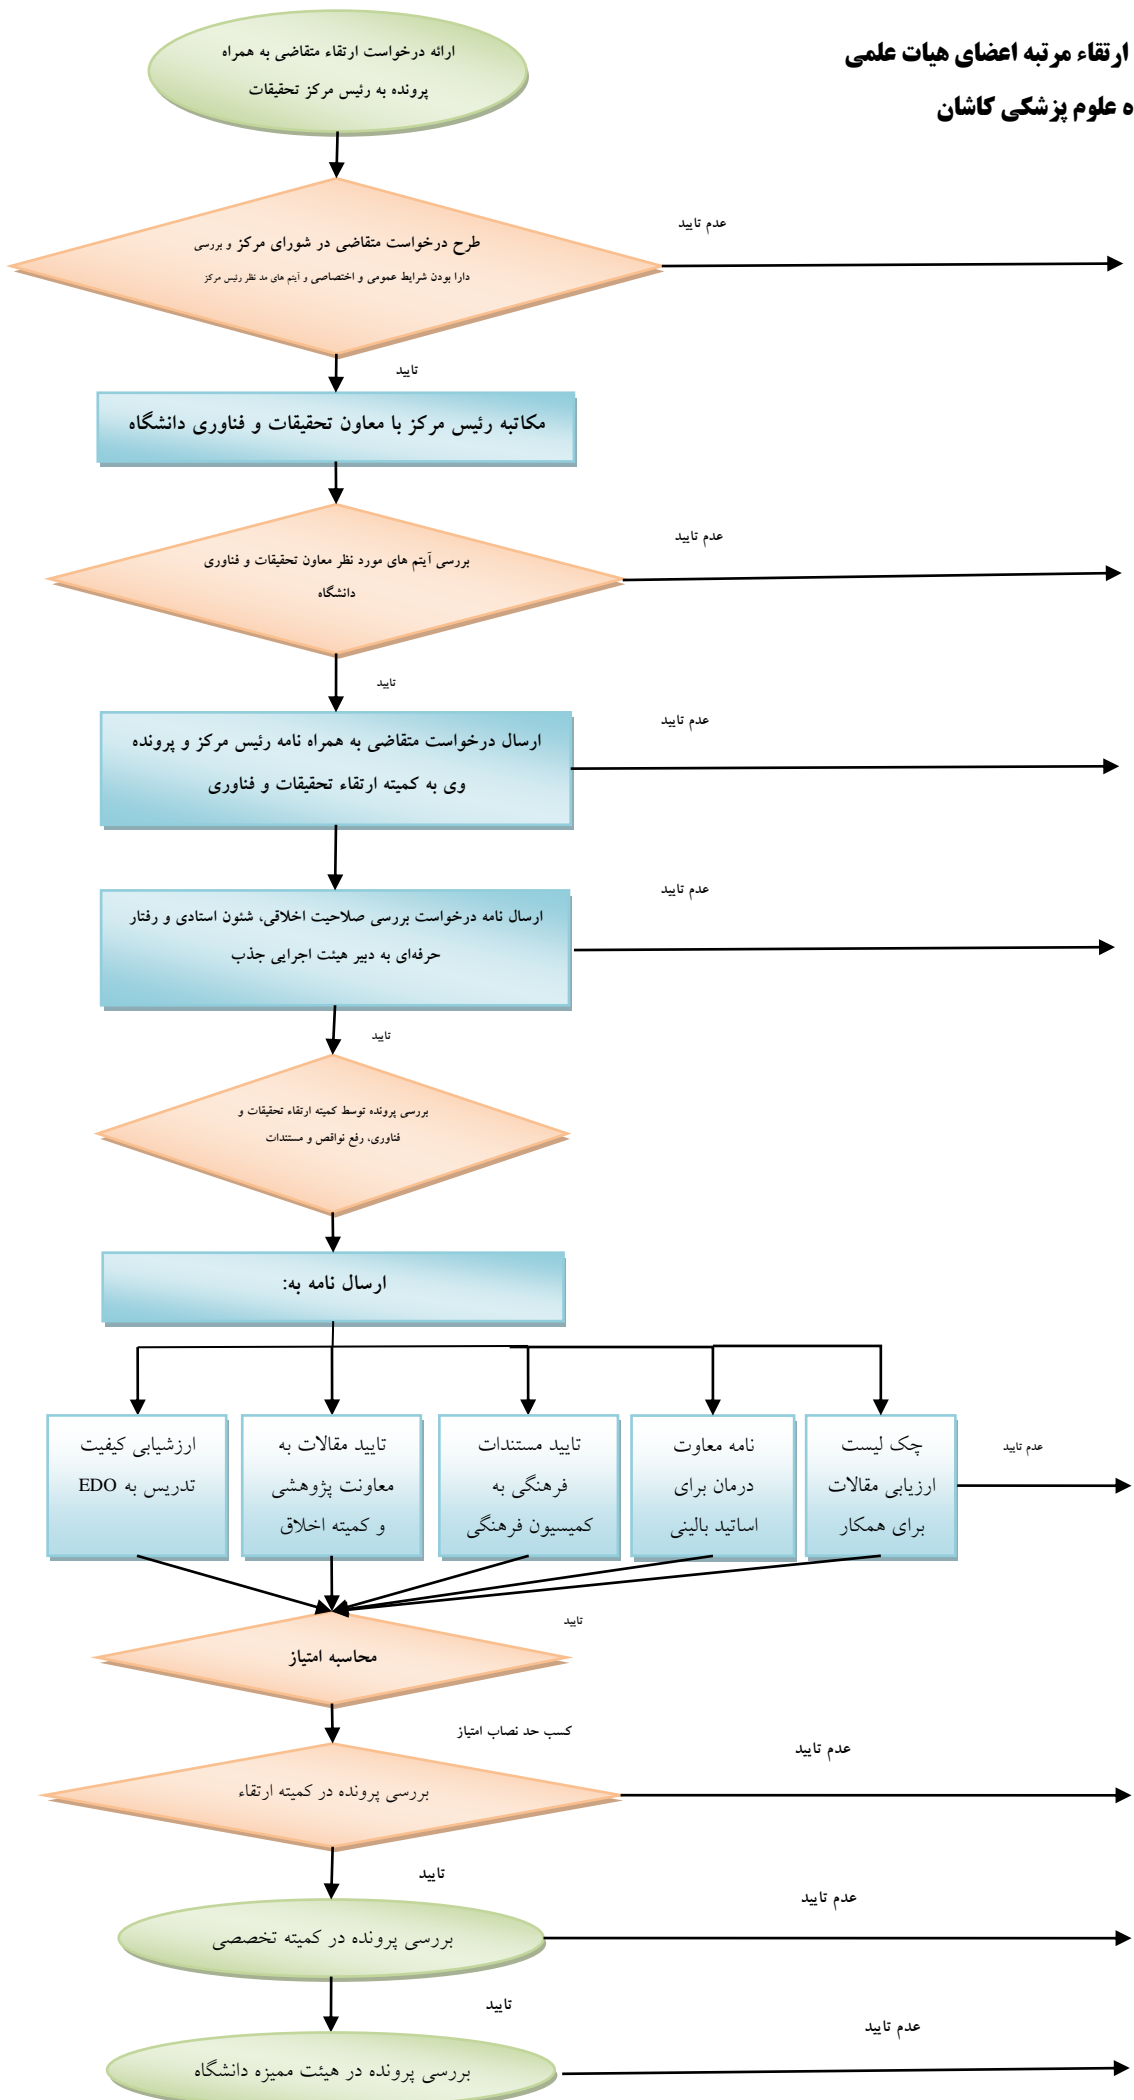 ارتقاء مرتبه اعضای هیات علمی
ه علوم پزشکی کاشان
ارائه درخواست ارتقاء متقاضی به همراه
پرونده به رئیس مرکز تحقیقات
عدم تایید
طرح درخواست متقاضی در شورای مرکز و بررسی
دارا بودن شرایط عمومی و اختصاصی و آیتم های مد نظر رئیس مرکز
تایید
مکاتبه رئیس مرکز با معاون تحقیقات و فناوری دانشگاه
عدم تایید
بررسی آیتم های مورد نظر معاون تحقیقات و فناوری
دانشگاه
تایید
عدم تایید
ارسال درخواست متقاضی به همراه نامه رئیس مرکز و پرونده
وی به کمیته ارتقاء تحقیقات و فناوری
عدم تایید
ارسال نامه درخواست بررسی صلاحیت اخلاقی، شئون استادی و رفتار
حرفه‌ای به دبیر هیئت اجرایی جذب
تایید
بررسی پرونده توسط کمیته ارتقاء تحقیقات و
فناوری، رفع نواقص و مستندات
ارسال نامه به:
چک لیست
ارزیابی مقالات
برای همکار
نامه معاوت
درمان برای
اساتید بالینی
تایید مستندات
فرهنگی به
کمیسیون فرهنگی
تایید مقالات به
معاونت پژوهشی
و کمیته اخلاق
ارزشیابی کیفیت
تدریس به EDO
عدم تایید
تایید
محاسبه امتیاز
کسب حد نصاب امتیاز
عدم تایید
بررسی پرونده در کمیته ارتقاء
تایید
عدم تایید
بررسی پرونده در کمیته تخصصی
تایید
عدم تایید
بررسی پرونده در هیئت ممیزه دانشگاه